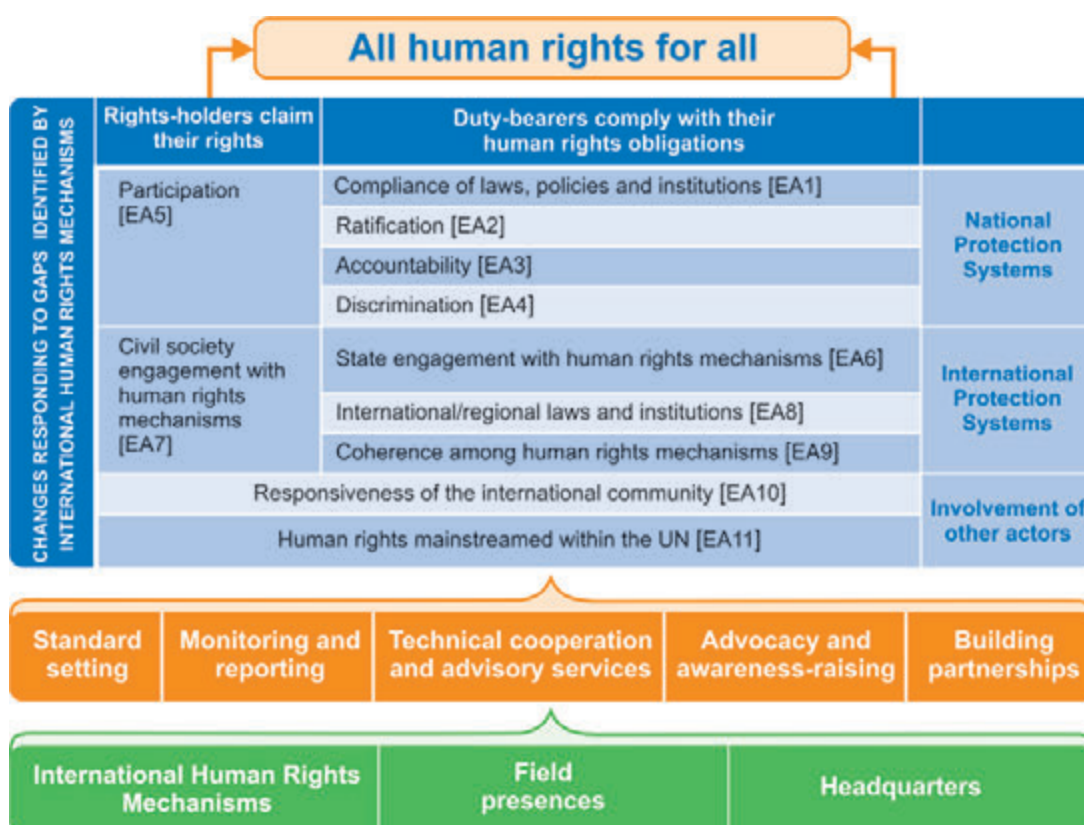 All human rights for all
CHANGES RESPONDING TO GAPS IDENTIFIED BY
INTERNATIONAL HUMAN RIGHTS MECHANISMS
Rights-holders claim
their rights
Duty-bearers comply with their
human rights obligations
Participation
[EA5]
Compliance of laws, policies and institutions [EA1]
Ratification [EA2]
Accountability [EA3]
Discrimination [EA4]
National
Protection
Systems
Civil society
engagement with
human rights
mechanisms
[EA7]
State engagement with human rights mechanisms [EA6]
International/regional laws and institutions [EA8]
Coherence among human rights mechanisms [EA9]
International
Protection
Systems
Responsiveness of the international community [EA10]
Human rights mainstreamed within the UN [EA11]
Involvement of
other actors
Standard
setting
Monitoring and
reporting
Technical cooperation
and advisory services
Advocacy and
awareness-raising
Building
partnerships
International Human Rights
Mechanisms
Field
presences
Headquarters